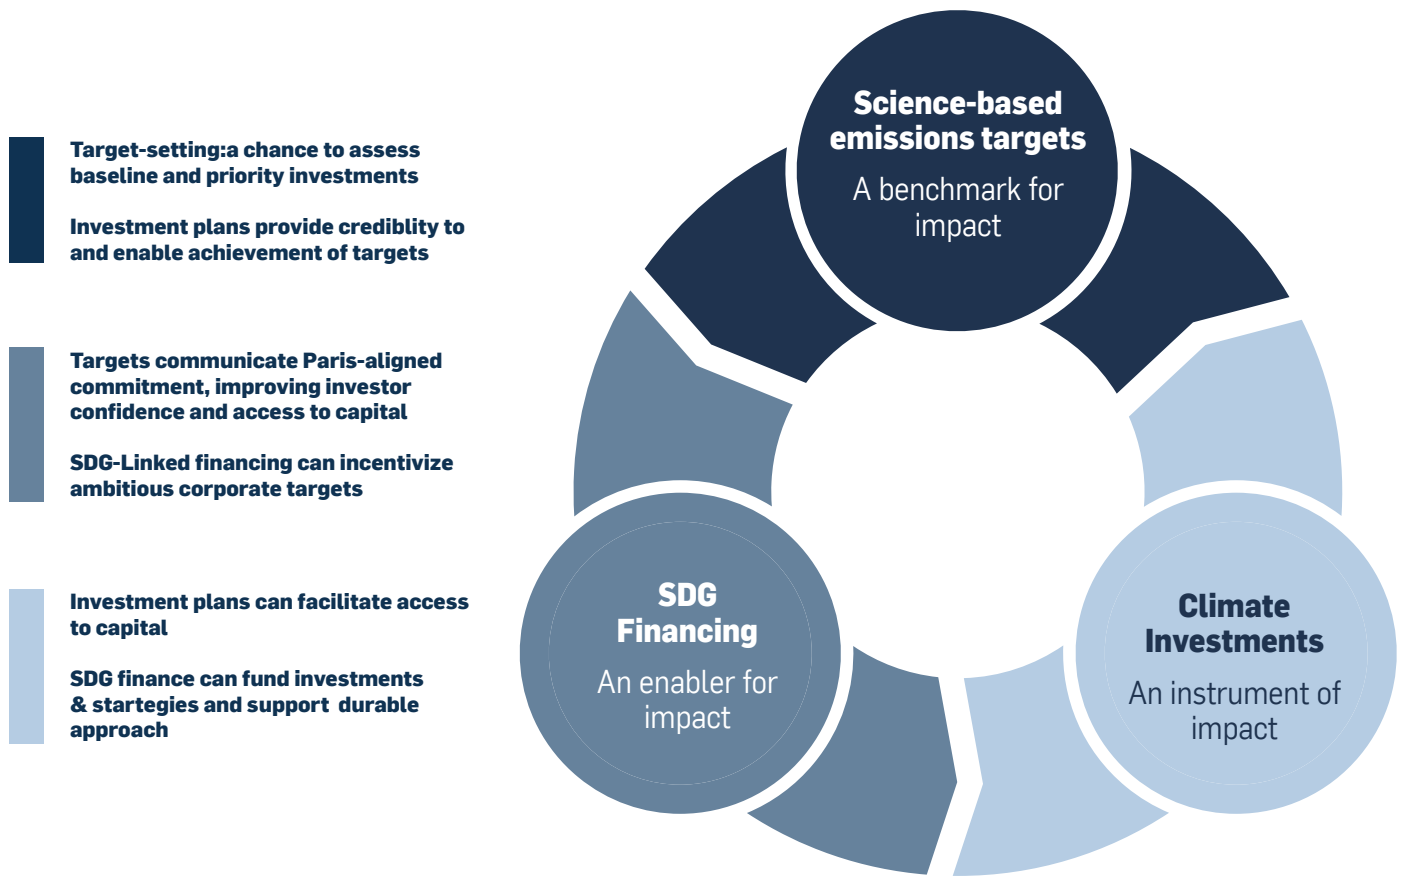 Target-setting:a chance to assess
baseline and priority investments
Investment plans provide crediblity to
and enable achievement of targets
Targets communicate Paris-aligned
commitment, improving investor
confidence and access to capital
SDG-Linked financing can incentivize
ambitious corporate targets
Investment plans can facilitate access
to capital
SDG finance can fund investments
& startegies and support  durable
approach
Science-based
emissions targets
A benchmark for
impact
SDG
Financing
An enabler for
impact
Climate
Investments
An instrument of
impact